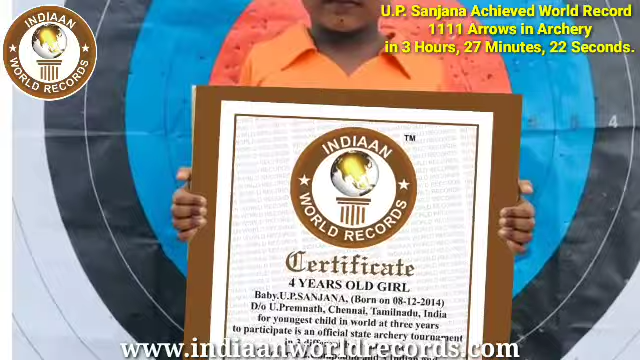 U.P. Sanjana Achieved World Record
1111 Arrows in Archery
in 3 Hours, 27 Minutes, 22 Seconds.
INDIAAN
WORLD RECORDS
4
INDIAAN
WORLD RECORDS
TM
Certificate
4 YEARS OLD GIRL
Baby.U.P.SANJANA, (Born on 08-12-2014)
D/o U.Premnath, Chennai, Tamilnadu, India
for youngest child in world at three years
to participate is an official state archery tournament
www.indiaanworldrecords.com